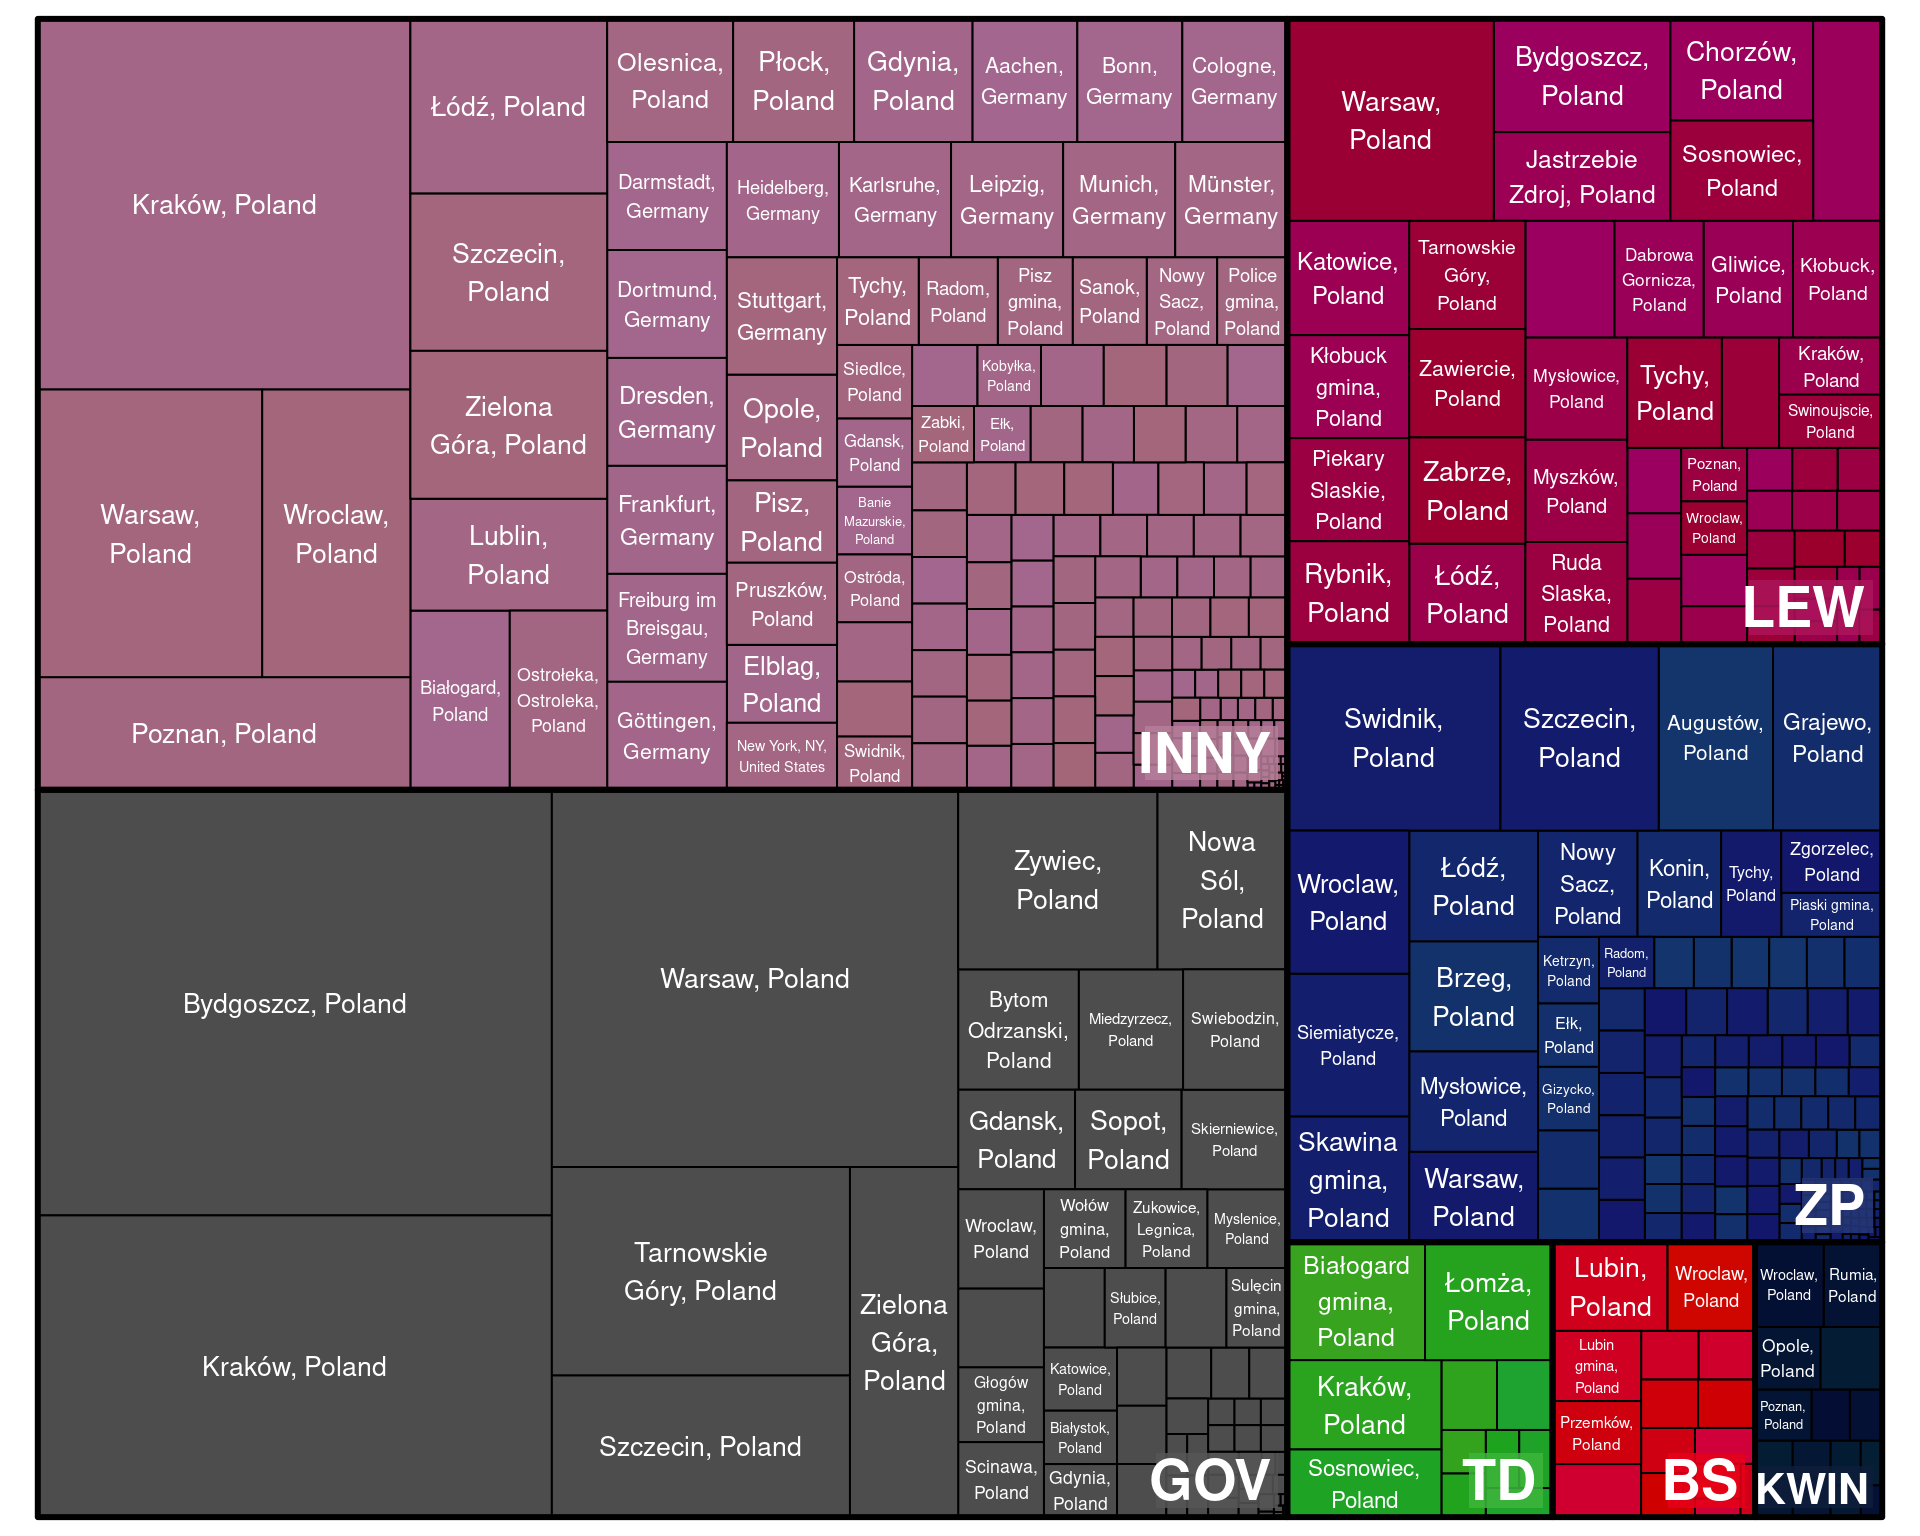 Kraków, Poland
Warsaw,
Poland
Wroclaw,
Poland
Poznan, Poland
Łódź, Poland
Szczecin,
Poland
Zielona
Góra, Poland
Lublin,
Poland
Białogard,
Poland
Ostrołeka,
Ostroleka,
Poland
Olesnica,
Poland
Płock,
Poland
Gdynia,
Poland
Aachen,
Germany
Bonn,
Germany
Cologne,
Germany
Darmstadt,
Germany
Heidelberg,
Germany
Karlsruhe,
Germany
Leipzig,
Germany
Munich,
Germany
Münster,
Germany
Dortmund,
Germany
Dresden,
Germany
Frankfurt,
Germany
Freiburg im
Breisgau,
Germany
Göttingen,
Germany
Stuttgart,
Germany
Opole,
Poland
Pisz,
Poland
Pruszków,
Poland
Elblag,
Poland
New York, NY,
United States
Tychy,
Poland
Radom,
Poland
Pisz
gmina,
Poland
Sanok,
Poland
Nowy
Sacz,
Poland
Police
gmina,
Poland
Siedlce,
Poland
Kobyłka,
Poland
Gdansk,
Poland
Zabki,
Poland
Ełk,
Poland
Banie
Mazurskie,
Poland
Ostróda,
Poland
Swidnik,
Poland
INNY
Warsaw,
Poland
Bydgoszcz,
Poland
Chorzów,
Poland
Jastrzebie
Zdroj, Poland
Sosnowiec,
Poland
Katowice,
Poland
Tarnowskie
Góry,
Poland
Dabrowa
Gornicza,
Poland
Gliwice,
Poland
Kłobuck,
Poland
Kłobuck
gmina,
Poland
Zawiercie,
Poland
Mysłowice,
Poland
Tychy,
Poland
Kraków,
Poland
Swinoujscie,
Poland
Piekary
Slaskie,
Poland
Zabrze,
Poland
Myszków,
Poland
Poznan,
Poland
Wroclaw,
Poland
Rybnik,
Poland
Łódź,
Poland
Ruda
Slaska,
Poland
LEW
Bydgoszcz, Poland
Kraków, Poland
Warsaw, Poland
Tarnowskie
Góry, Poland
Szczecin, Poland
Zielona
Góra,
Poland
Zywiec,
Poland
Nowa
Sól,
Poland
Bytom
Odrzanski,
Poland
Miedzyrzecz,
Poland
Swiebodzin,
Poland
Gdansk,
Poland
Sopot,
Poland
Skierniewice,
Poland
Wroclaw,
Poland
Wołów
gmina,
Poland
Zukowice,
Legnica,
Poland
Myslenice,
Poland
Słubice,
Poland
Sulęcin
gmina,
Poland
Głogów
gmina,
Poland
Katowice,
Poland
Białystok,
Poland
Scinawa,
Poland
Gdynia,
Poland
GOV
Swidnik,
Poland
Szczecin,
Poland
Augustów,
Poland
Grajewo,
Poland
Wroclaw,
Poland
Łódź,
Poland
Nowy
Sacz,
Poland
Konin,
Poland
Tychy,
Poland
Zgorzelec,
Poland
Piaski gmina,
Poland
Siemiatycze,
Poland
Brzeg,
Poland
Ketrzyn,
Poland
Radom,
Poland
Ełk,
Poland
Gizycko,
Poland
Mysłowice,
Poland
Skawina
gmina,
Poland
Warsaw,
Poland
ZP
Białogard
gmina,
Poland
Łomża,
Poland
Kraków,
Poland
Sosnowiec,
Poland
TD
Lubin,
Poland
Wroclaw,
Poland
Lubin
gmina,
Poland
Przemków,
Poland
BS
Wroclaw,
Poland
Rumia,
Poland
Opole,
Poland
Poznan,
Poland
KWIN